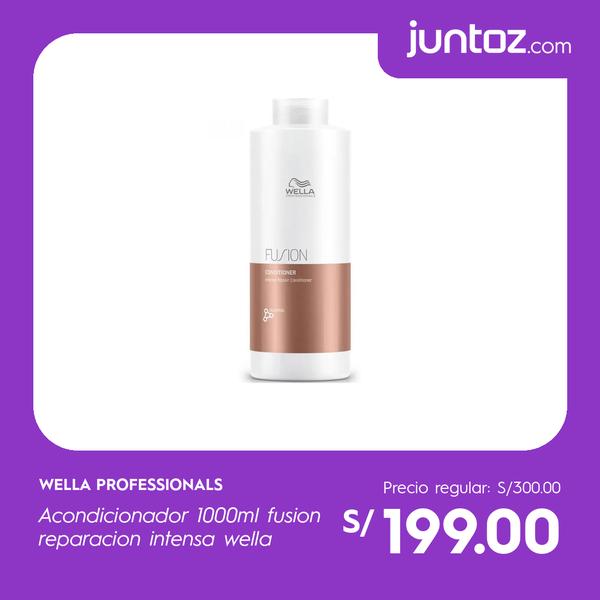 juntoz.com
WELLA
PROFESSIONALS
FUSION
CONDITIONER
WELLA PROFESSIONALS
Acondicionador 1000ml fusion
reparacion intensa wella
Precio regular: S/300.00
S/199.00